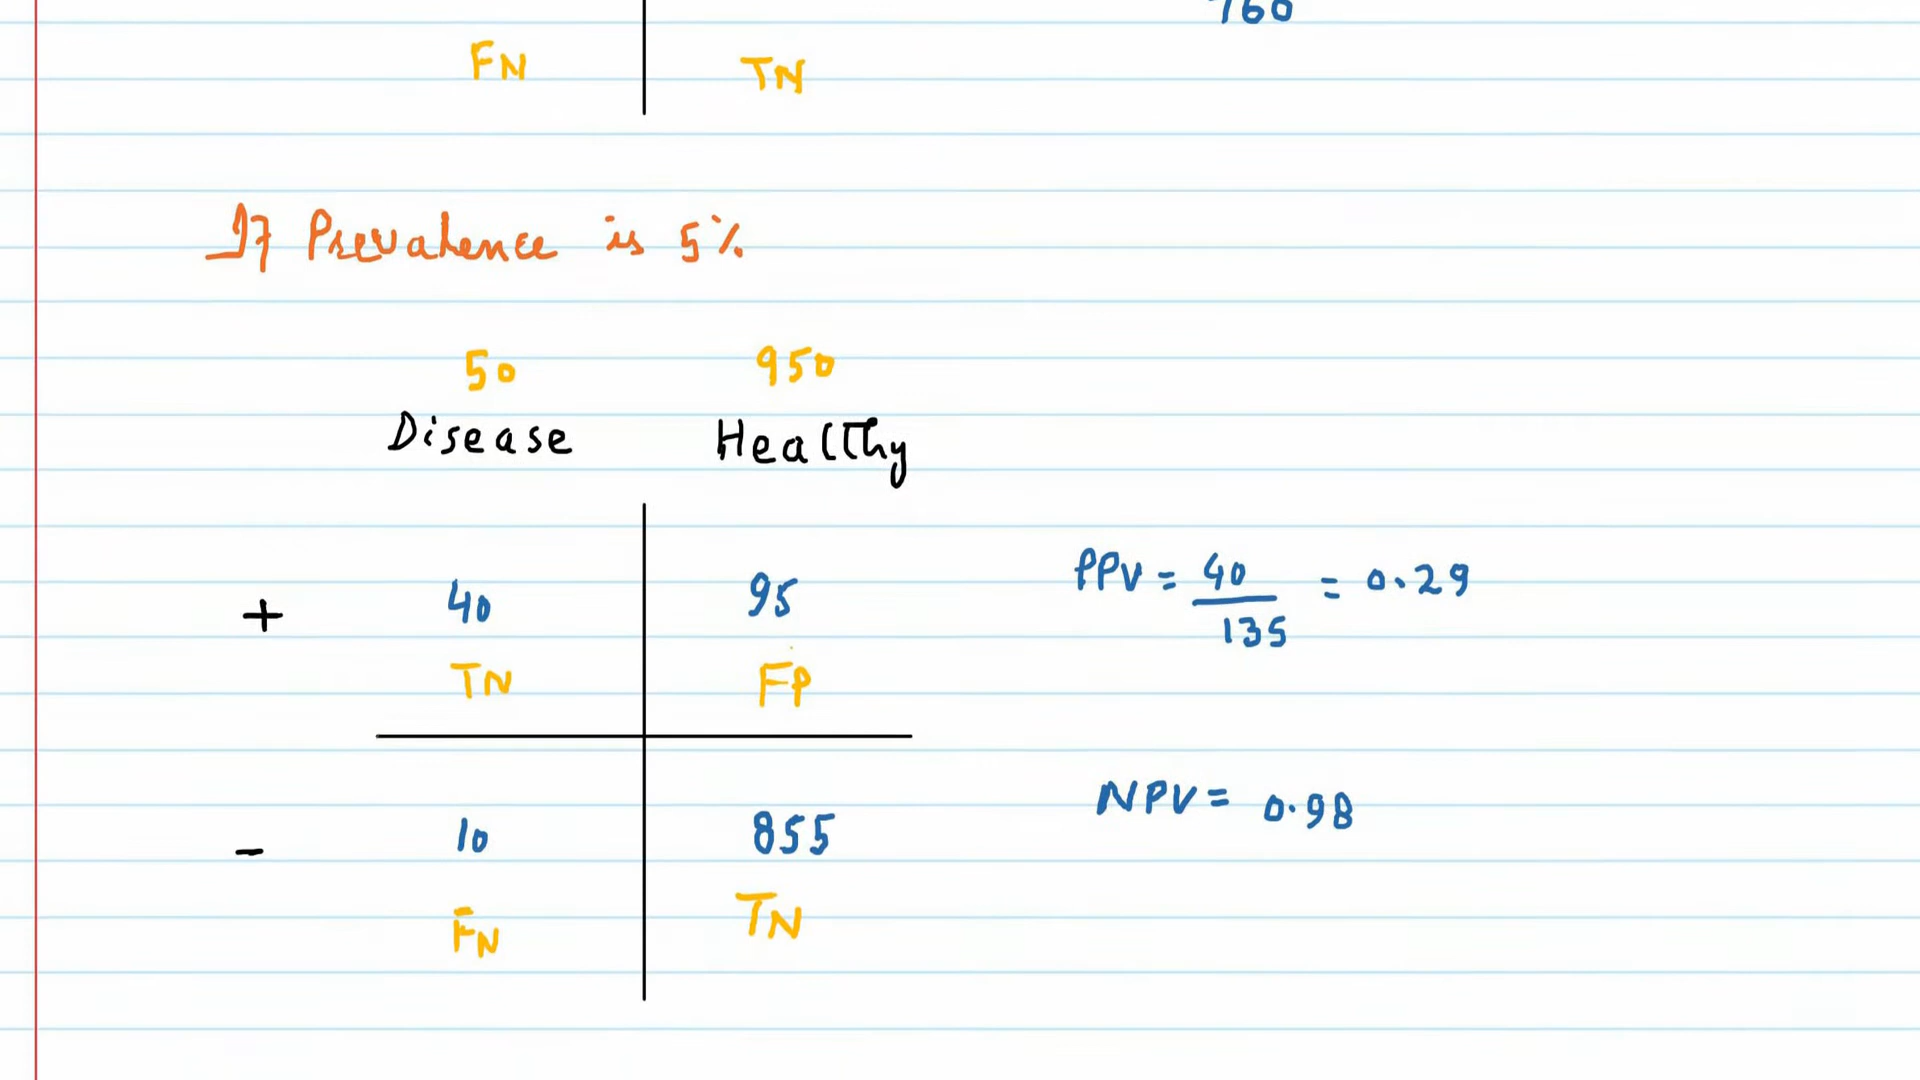 760
FN TN
If Prevalence is 5%
50 950
Disease Healthy
+ 40 95 PPV = 40/135 = 0.29
TN FP
- 10 855 NPV = 0.98
FN TN